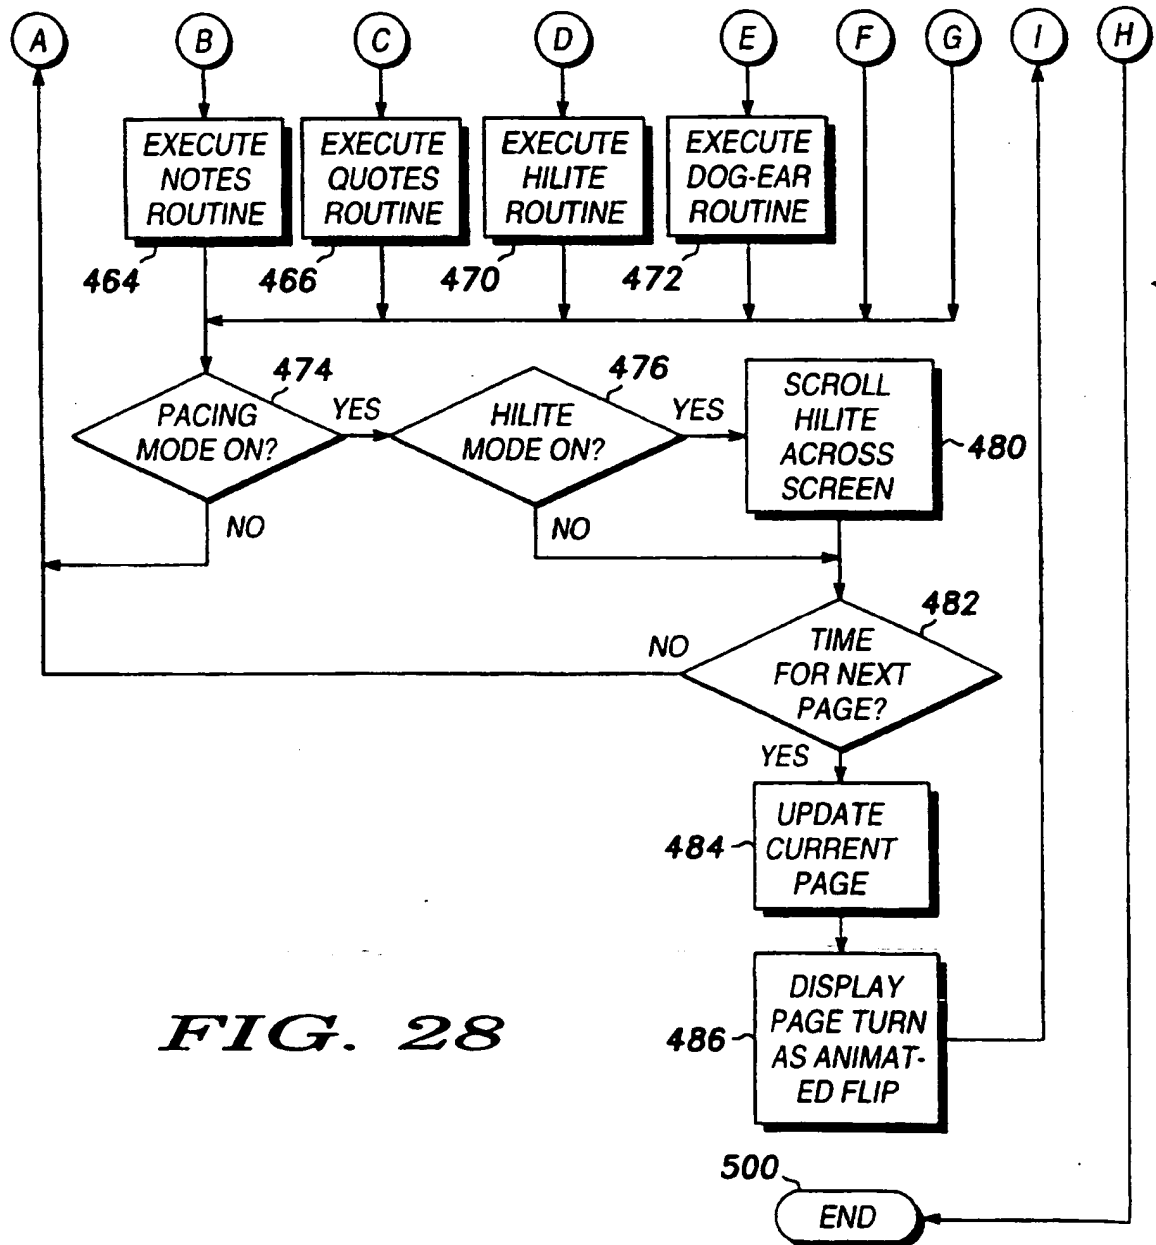 A B C D E F G I H
EXECUTE
NOTES
ROUTINE
464
EXECUTE
QUOTES
ROUTINE
466
EXECUTE
HILITE
ROUTINE
470
EXECUTE
DOG-EAR
ROUTINE
472
PACING
MODE ON?
474
YES
NO
HILITE
MODE ON?
476
YES
NO
SCROLL
HILITE
ACROSS
SCREEN
480
TIME
FOR NEXT
PAGE?
482
NO
YES
UPDATE
CURRENT
PAGE
484
DISPLAY
PAGE TURN
AS ANIMAT-
ED FLIP
486
FIG. 28
500
END